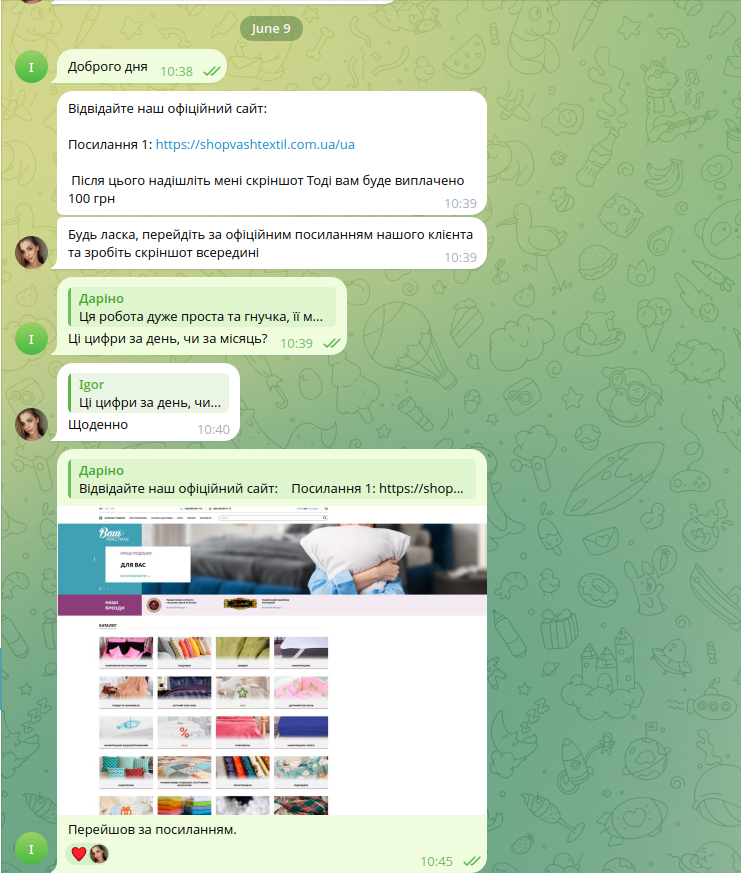 June 9
I
Доброго дня 10:38
Відвідайте наш офіційний сайт:
Посилання 1: https://shopvashtextil.com.ua/ua
Після цього надішліть мені скріншот Тоді вам буде виплачено
100 грн
10:39
Будь ласка, перейдіть за офіційним посиланням нашого клієнта
та зробіть скріншот всередині
10:39
Даріно
Ця робота дуже проста та гнучка, її м...
I
Ці цифри за день, чи за місяць? 10:39
Igor
Ці цифри за день, чи...
Щоденно
10:40
Даріно
Відвідайте наш офіційний сайт: Посилання 1: https://shop...
Ваш
ДЛЯ ВАС
НАШІ
БРЕНДИ
КАТАЛОГ
Перейшов за посиланням.
I
10:45